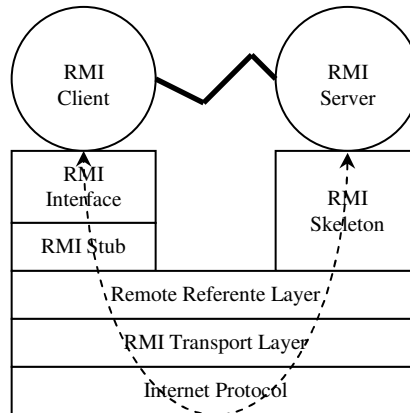 RMI
Client
RMI
Server
RMI
Interface
RMI Stub
RMI
Skeleton
Remote Referente Layer
RMI Transport Layer
Internet Protocol